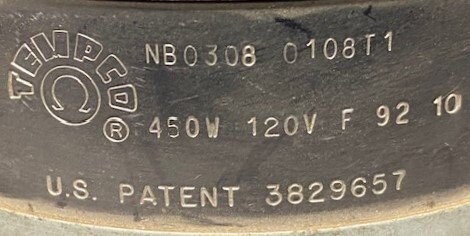 TEMPCO
Ω
®
NB0308 0108T1
450W 120V F 92 10
U.S. PATENT 3829657